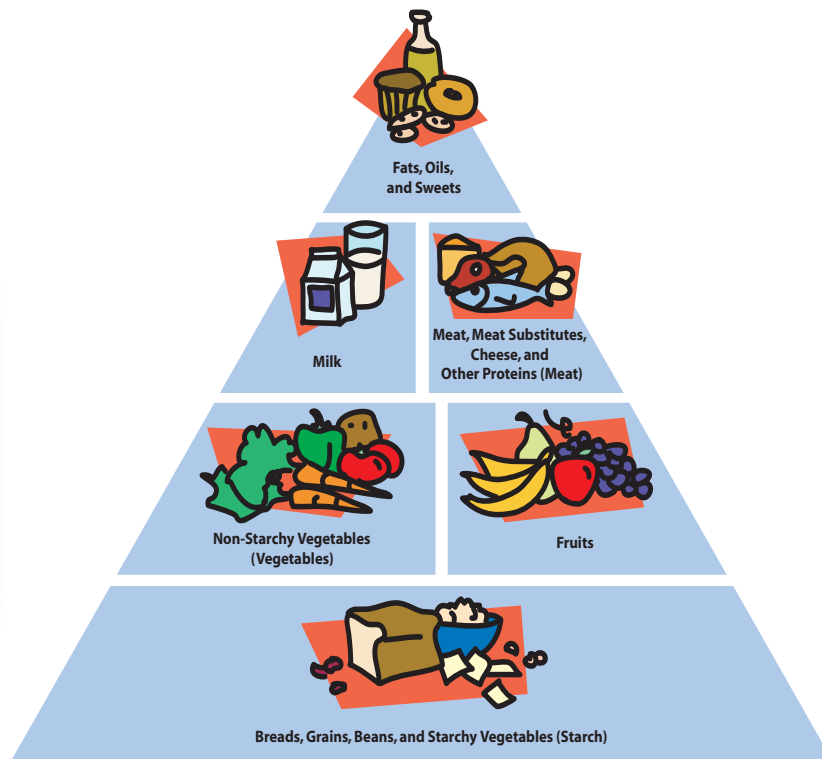 Fats, Oils,
and Sweets
Milk
Meat, Meat Substitutes,
Cheese, and
Other Proteins (Meat)
Non-Starchy Vegetables
(Vegetables)
Fruits
Breads, Grains, Beans, and Starchy Vegetables (Starch)